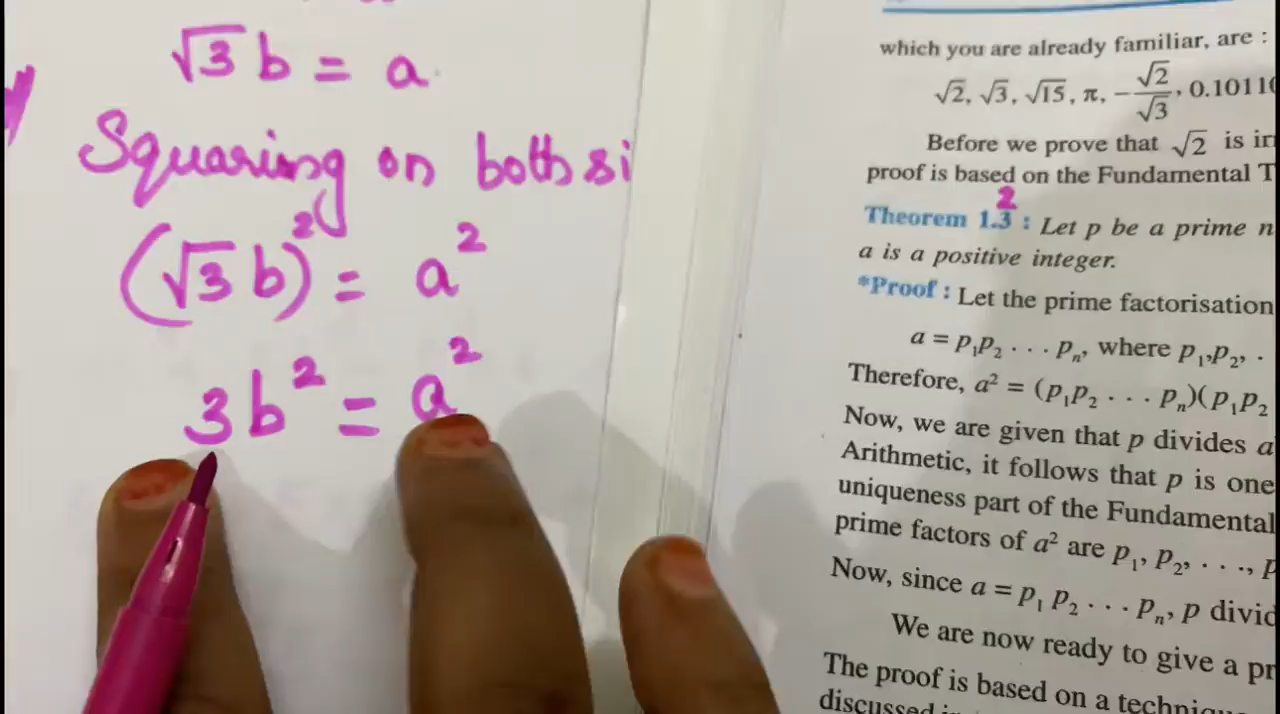 √3 b = a
Squaring on both si
(√3 b)² = a²
3b² = a²
which you are already familiar, are :
√2, √3, √15, π, −√2/√3, 0.1011
Before we prove that √2 is
proof is based on the Fundamental T
2
Theorem 1.3 : Let p be a prime n
a is a positive integer.
*Proof : Let the prime factorisation
a = p₁p₂ . . . pₙ, where p₁,p₂, .
Therefore, a² = (p₁p₂ . . . pₙ)(p₁p₂
Now, we are given that p divides a
Arithmetic, it follows that p is one
uniqueness part of the Fundamental
prime factors of a² are p₁, p₂, . . ., p
Now, since a = p₁ p₂ . . . pₙ, p divid
We are now ready to give a pr
The proof is based on a techniqu
discussed